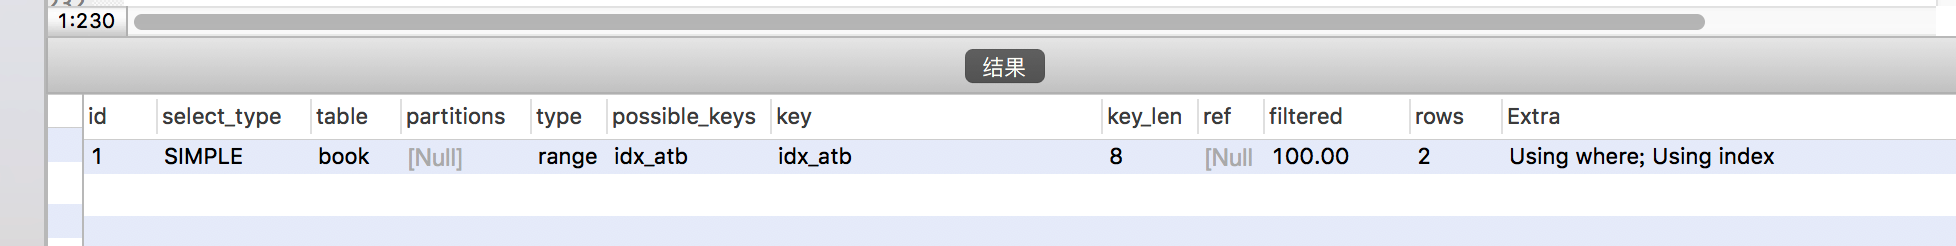 1:230
结果
id select_type table partitions type possible_keys key key_len ref filtered rows Extra
1 SIMPLE book [Null] range idx_atb idx_atb 8 [Null 100.00 2 Using where; Using index